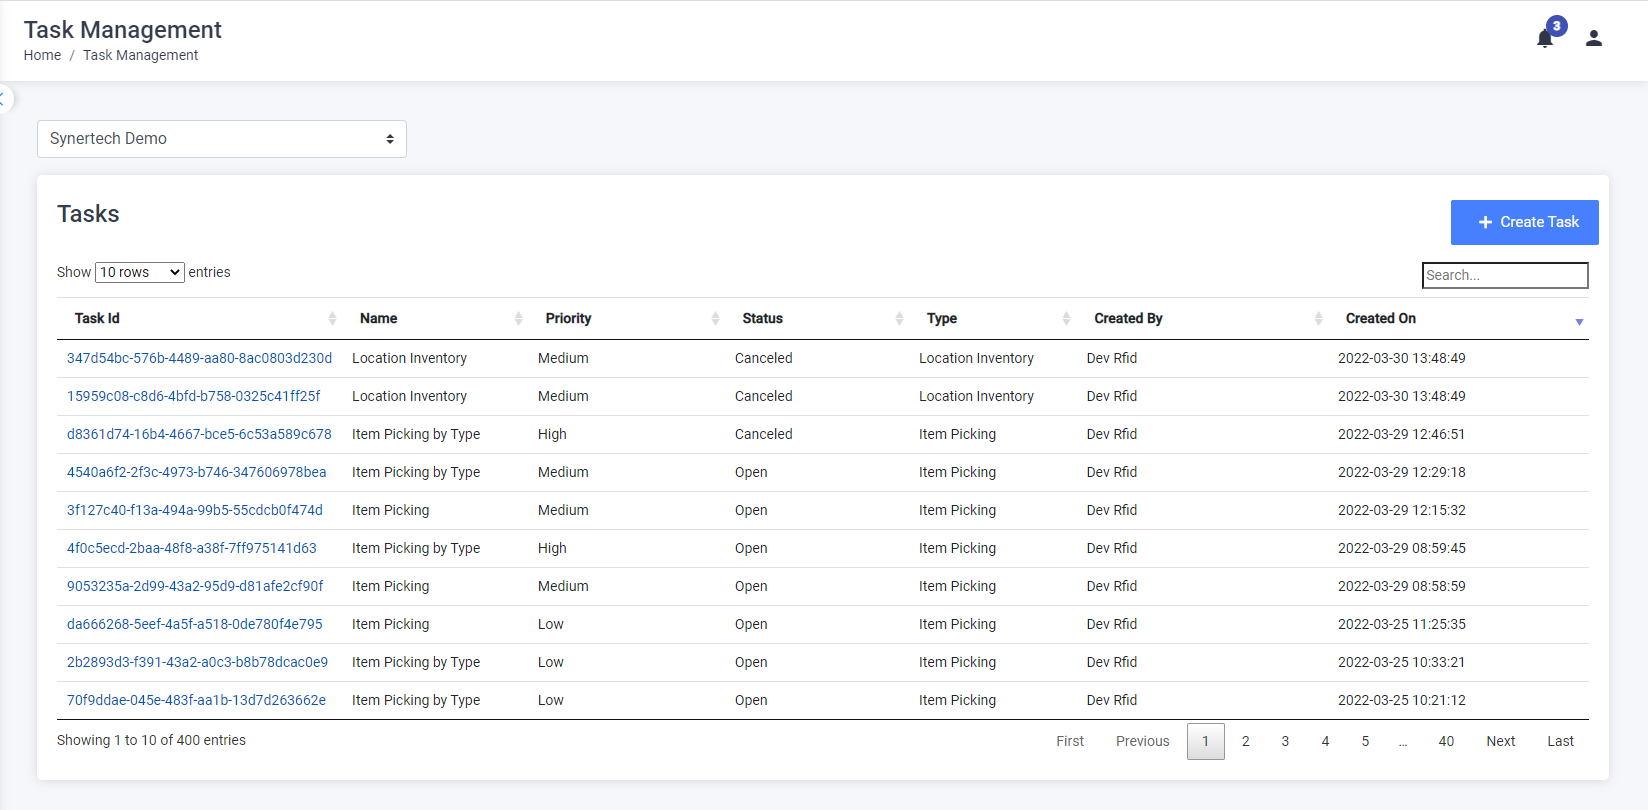 Task Management
3
Home / Task Management
Synertech Demo
Tasks
+ Create Task
Show 10 rows entries
Search...
Task Id Name Priority Status Type Created By Created On
347d54bc-576b-4489-aa80-8ac0803d230d Location Inventory Medium Canceled Location Inventory Dev Rfid 2022-03-30 13:48:49
15959c08-c8d6-4bfd-b758-0325c41ff25f Location Inventory Medium Canceled Location Inventory Dev Rfid 2022-03-30 13:48:49
d8361d74-16b4-4667-bce5-6c53a589c678 Item Picking by Type High Canceled Item Picking Dev Rfid 2022-03-29 12:46:51
4540a6f2-2f3c-4973-b746-347606978bea Item Picking by Type Medium Open Item Picking Dev Rfid 2022-03-29 12:29:18
3f127c40-f13a-494a-99b5-55cdcb0f474d Item Picking Medium Open Item Picking Dev Rfid 2022-03-29 12:15:32
4f0c5ecd-2baa-48f8-a38f-7ff975141d63 Item Picking by Type High Open Item Picking Dev Rfid 2022-03-29 08:59:45
9053235a-2d99-43a2-95d9-d81afe2cf90f Item Picking Medium Open Item Picking Dev Rfid 2022-03-29 08:58:59
da666268-5eef-4a5f-a518-0de780f4e795 Item Picking Low Open Item Picking Dev Rfid 2022-03-25 11:25:35
2b2893d3-f391-43a2-a0c3-b8b78dcac0e9 Item Picking by Type Low Open Item Picking Dev Rfid 2022-03-25 10:33:21
70f9ddae-045e-483f-aa1b-13d7d263662e Item Picking by Type Low Open Item Picking Dev Rfid 2022-03-25 10:21:12
Showing 1 to 10 of 400 entries
First Previous 1 2 3 4 5 ... 40 Next Last